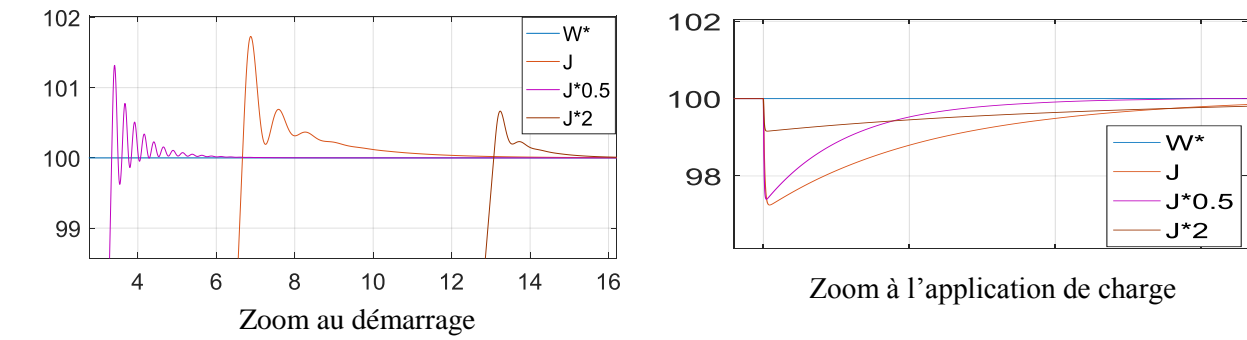 102
101
100
99
4
6
8
10
12
14
16
W*
J
J*0.5
J*2
Zoom au démarrage
102
100
98
W*
J
J*0.5
J*2
Zoom à l’application de charge